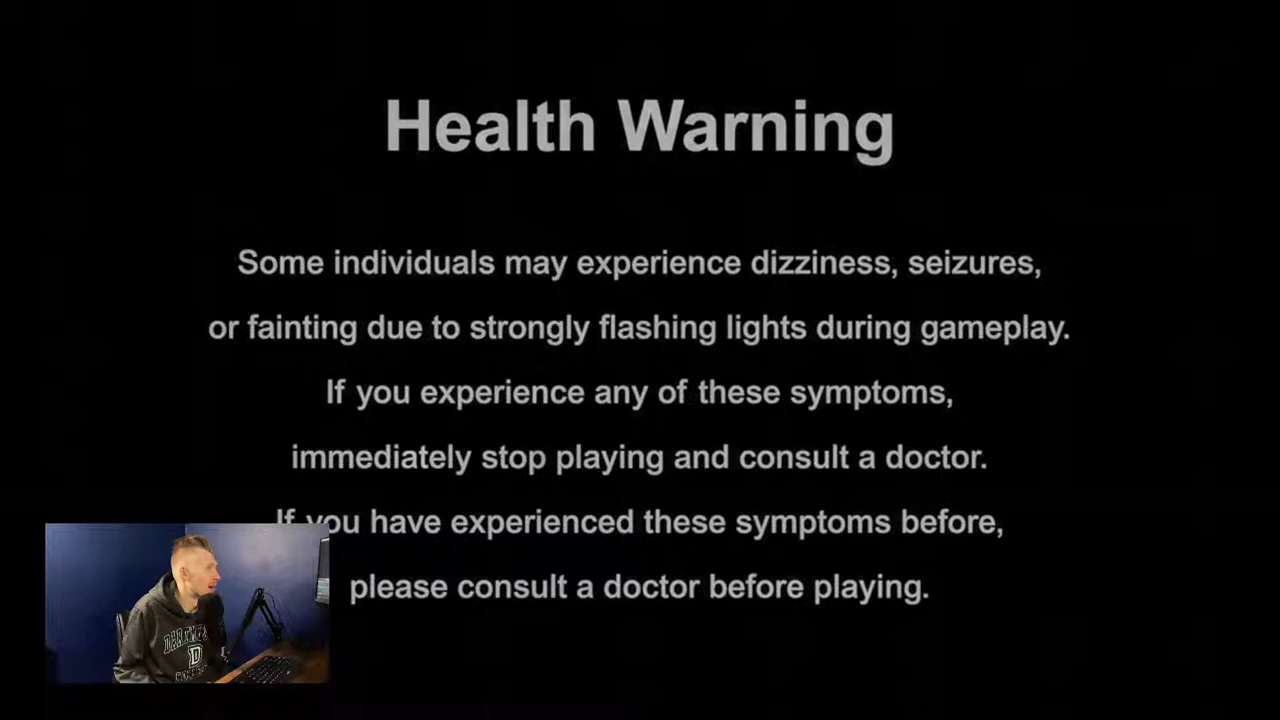 Health Warning
Some individuals may experience dizziness, seizures,
or fainting due to strongly flashing lights during gameplay.
If you experience any of these symptoms,
immediately stop playing and consult a doctor.
If you have experienced these symptoms before,
please consult a doctor before playing.
D